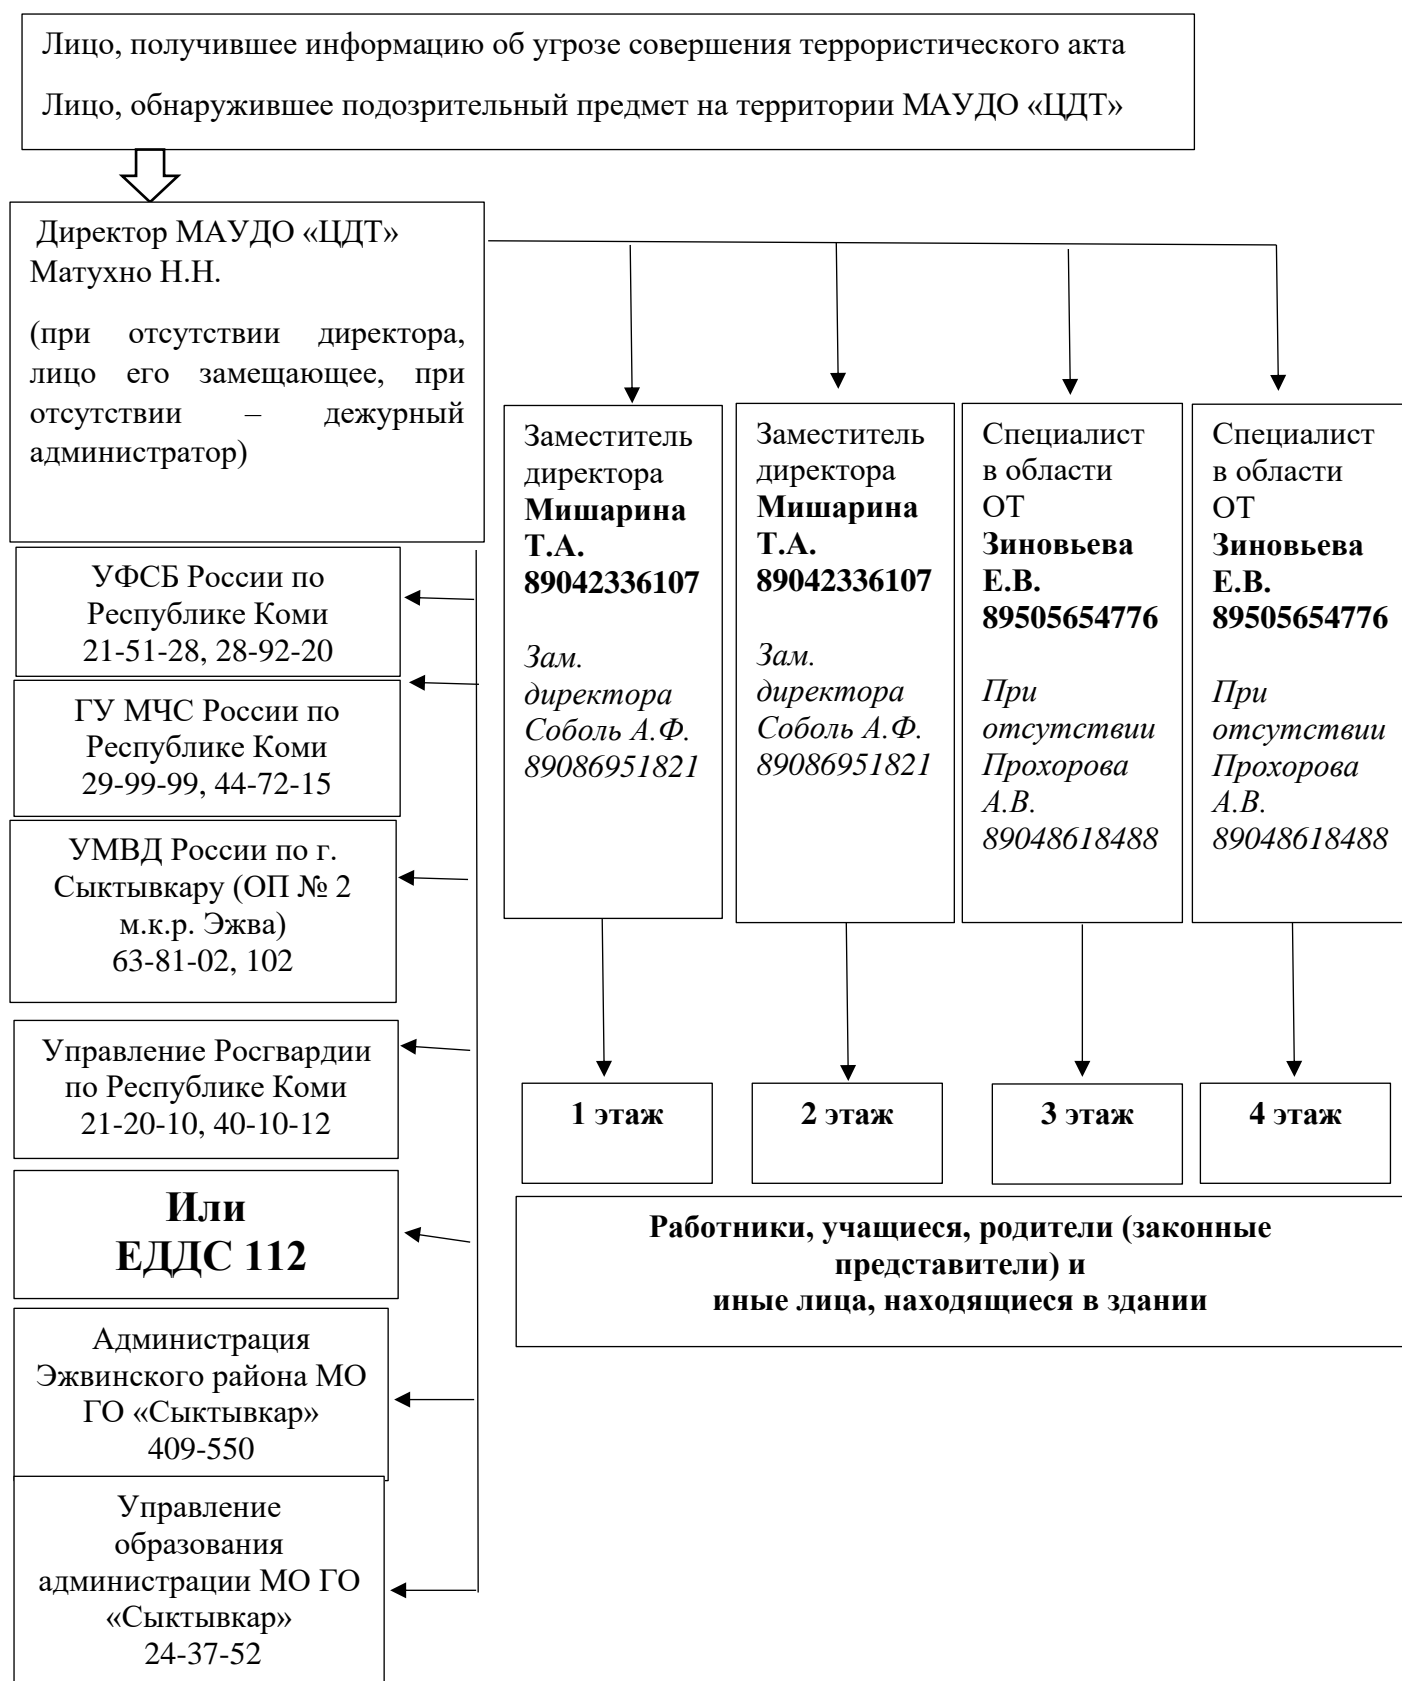 Лицо, получившее информацию об угрозе совершения террористического акта
Лицо, обнаружившее подозрительный предмет на территории МАУДО «ЦДТ»
Директор МАУДО «ЦДТ»
Матухно Н.Н.
(при отсутствии директора,
лицо его замещающее, при
отсутствии – дежурный
администратор)
УФСБ России по
Республике Коми
21-51-28, 28-92-20
ГУ МЧС России по
Республике Коми
29-99-99, 44-72-15
УМВД России по г.
Сыктывкару (ОП № 2
м.к.р. Эжва)
63-81-02, 102
Управление Росгвардии
по Республике Коми
21-20-10, 40-10-12
Или
ЕДДС 112
Администрация
Эжвинского района МО
ГО «Сыктывкар»
409-550
Управление
образования
администрации МО ГО
«Сыктывкар»
24-37-52
Заместитель
директора
Мишарина
Т.А.
89042336107
Зам.
директора
Соболь А.Ф.
89086951821
Заместитель
директора
Мишарина
Т.А.
89042336107
Зам.
директора
Соболь А.Ф.
89086951821
Специалист
в области
ОТ
Зиновьева
Е.В.
89505654776
При
отсутствии
Прохорова
А.В.
89048618488
Специалист
в области
ОТ
Зиновьева
Е.В.
89505654776
При
отсутствии
Прохорова
А.В.
89048618488
1 этаж
2 этаж
3 этаж
4 этаж
Работники, учащиеся, родители (законные
представители) и
иные лица, находящиеся в здании